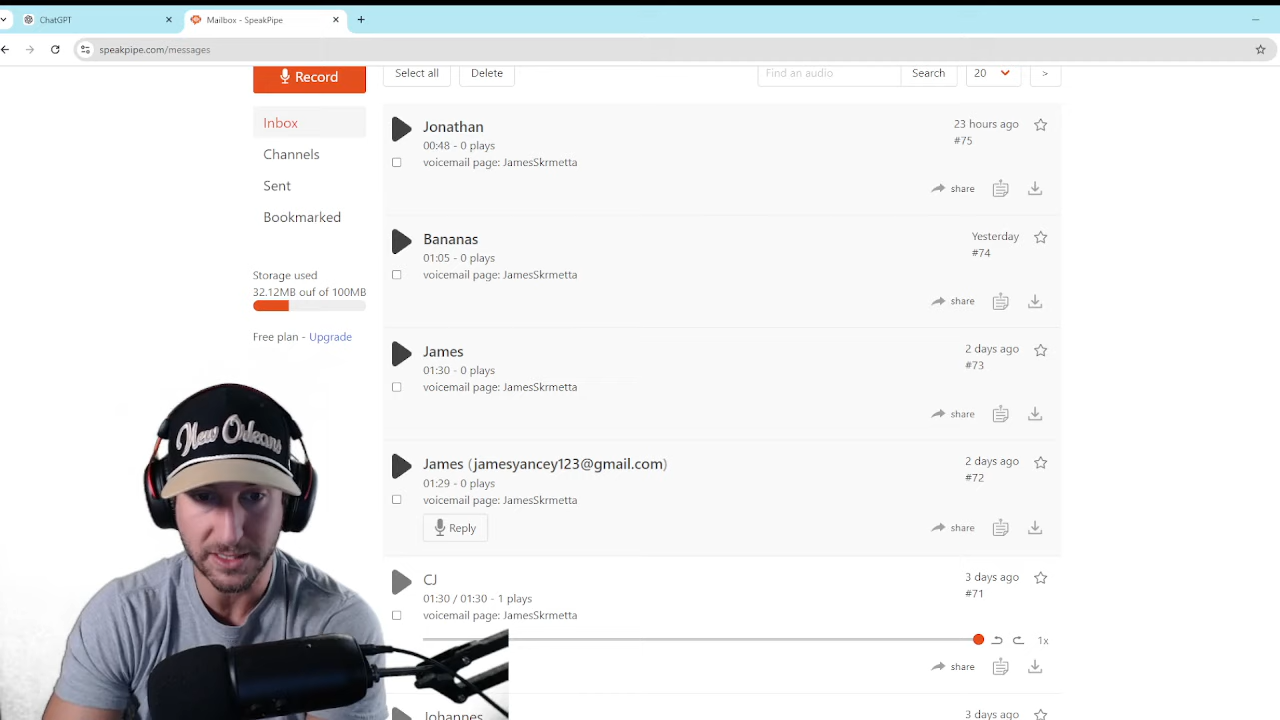 ChatGPT
Mailbox - SpeakPipe
speakpipe.com/messages
Record
Select all
Delete
Find an audio
Search
20
>
Inbox
Channels
Sent
Bookmarked
Storage used
32.12MB ouf of 100MB
Free plan - Upgrade
Jonathan
00:48 - 0 plays
voicemail page: JamesSkrmetta
23 hours ago
#75
share
Bananas
01:05 - 0 plays
voicemail page: JamesSkrmetta
Yesterday
#74
share
James
01:30 - 0 plays
voicemail page: JamesSkrmetta
2 days ago
#73
share
James (jamesyancey123@gmail.com)
01:29 - 0 plays
voicemail page: JamesSkrmetta
Reply
2 days ago
#72
share
CJ
01:30 / 01:30 - 1 plays
voicemail page: JamesSkrmetta
3 days ago
#71
1x
share
Johannes
3 days ago
New Orleans